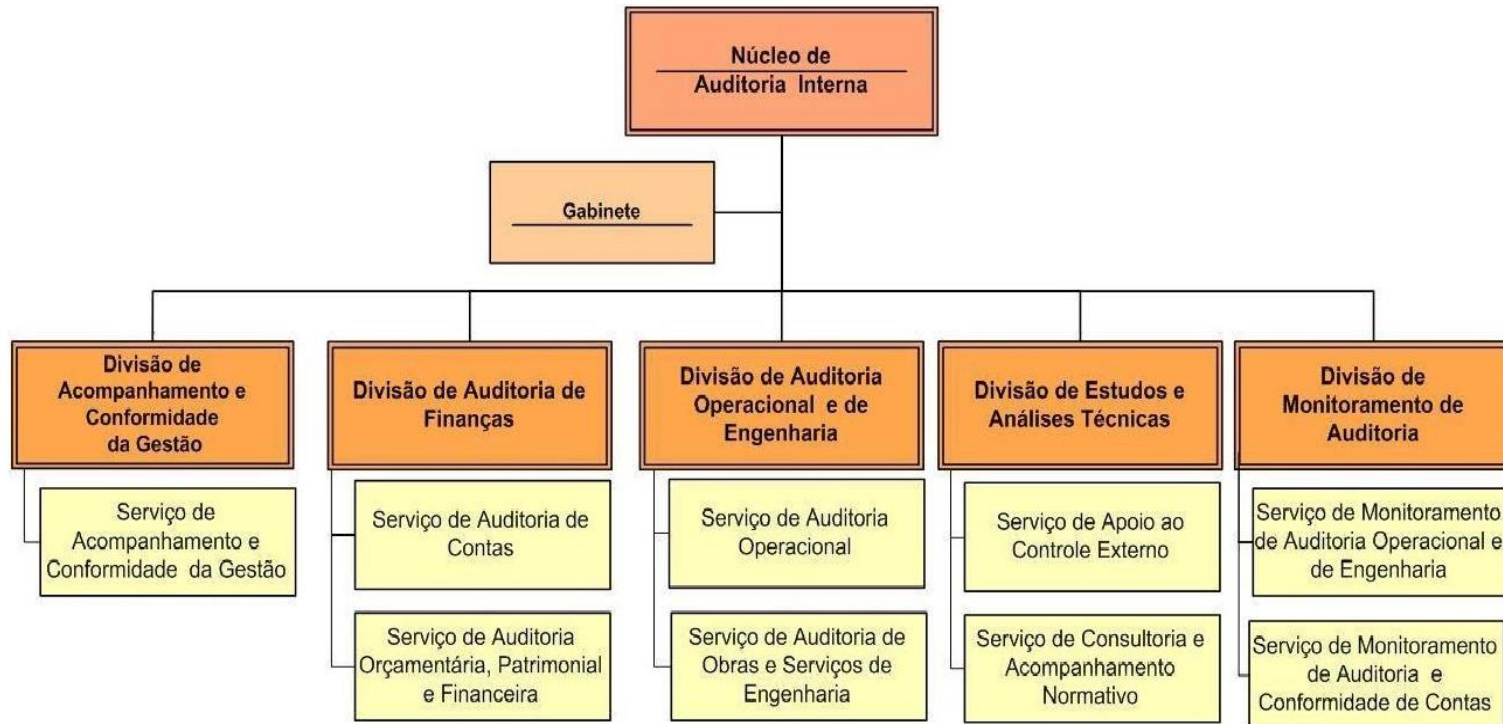 Núcleo de
Auditoria Interna
Gabinete
Divisão de
Acompanhamento e
Conformidade
da Gestão
Divisão de Auditoria de
Finanças
Divisão de Auditoria
Operacional e de
Engenharia
Divisão de Estudos e
Análises Técnicas
Divisão de
Monitoramento de
Auditoria
Serviço de
Acompanhamento e
Conformidade da Gestão
Serviço de Auditoria de
Contas
Serviço de Auditoria
Operacional
Serviço de Apoio ao
Controle Externo
Serviço de Monitoramento
de Auditoria Operacional e
de Engenharia
Serviço de Auditoria
Orçamentária, Patrimonial
e Financeira
Serviço de Auditoria de
Obras e Serviços de
Engenharia
Serviço de Consultoria e
Acompanhamento
Normativo
Serviço de Monitoramento
de Auditoria e
Conformidade de Contas